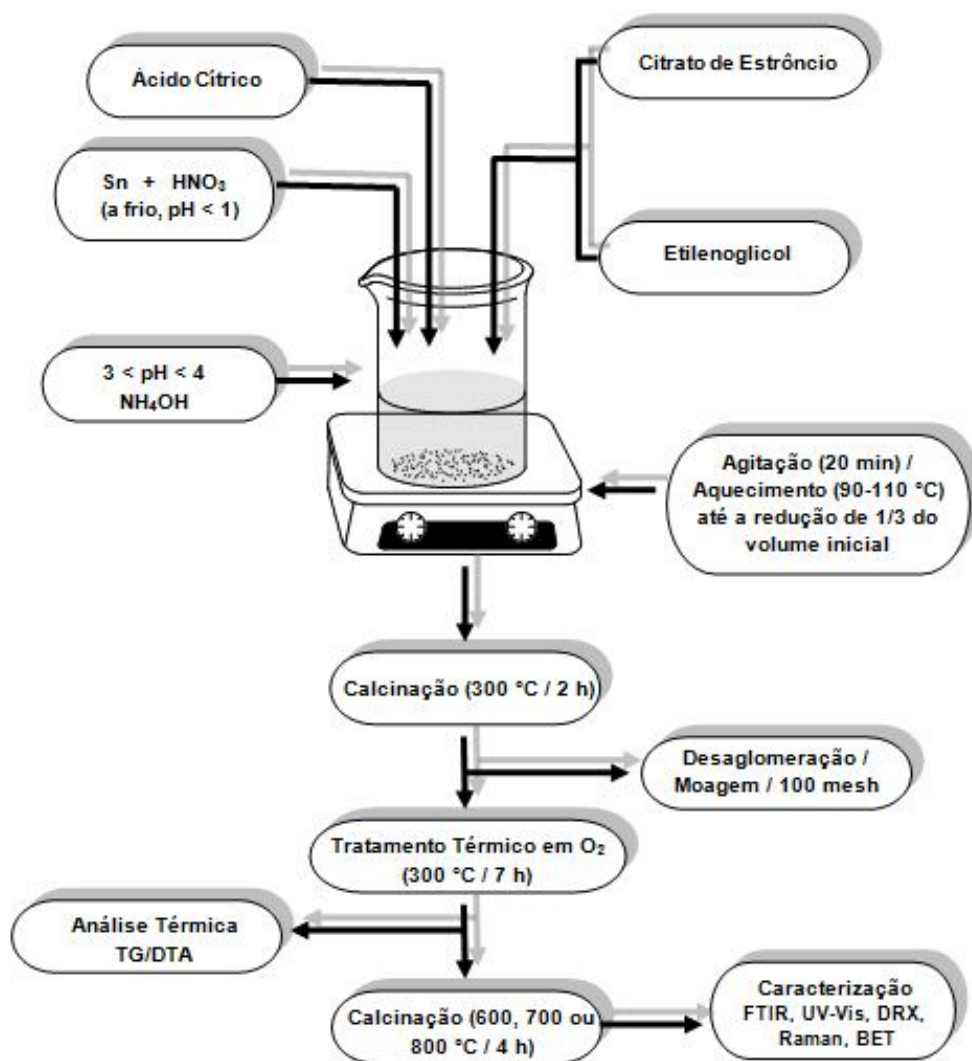 Ácido Cítrico
Citrato de Estrôncio
Sn + HNO₃
(a frio, pH < 1)
Etilenoglicol
3 < pH < 4
NH₄OH
Agitação (20 min) /
Aquecimento (90-110 °C)
até a redução de 1/3 do
volume inicial
Calcinação (300 °C / 2 h)
Desaglomeração /
Moagem / 100 mesh
Tratamento Térmico em O₂
(300 °C / 7 h)
Análise Térmica
TG/DTA
Calcinação (600, 700 ou
800 °C / 4 h)
Caracterização
FTIR, UV-Vis, DRX,
Raman, BET